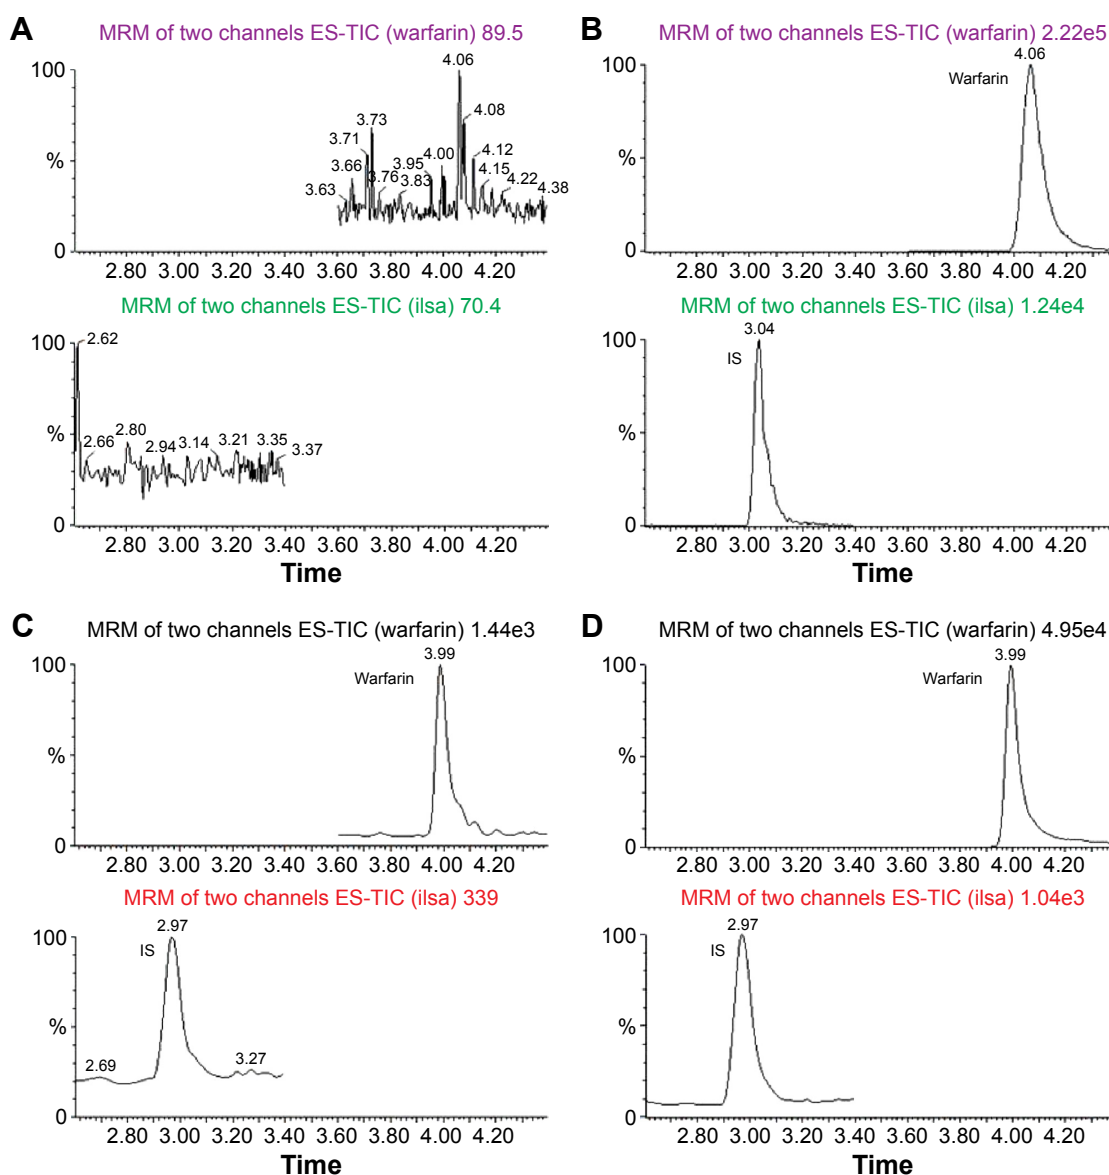 A
MRM of two channels ES-TIC (warfarin) 89.5
100
%
0
3.63
3.66
3.71
3.73
3.76
3.83
3.95
4.00
4.06
4.08
4.12
4.15
4.22
4.38
2.80 3.00 3.20 3.40 3.60 3.80 4.00 4.20
MRM of two channels ES-TIC (ilsa) 70.4
100
%
0
2.62
2.66
2.80
2.94
3.14
3.21
3.35
3.37
2.80 3.00 3.20 3.40 3.60 3.80 4.00 4.20
Time
B
MRM of two channels ES-TIC (warfarin) 2.22e5
4.06
Warfarin
100
%
0
2.80 3.00 3.20 3.40 3.60 3.80 4.00 4.20
MRM of two channels ES-TIC (ilsa) 1.24e4
3.04
IS
100
%
0
2.80 3.00 3.20 3.40 3.60 3.80 4.00 4.20
Time
C
MRM of two channels ES-TIC (warfarin) 1.44e3
3.99
Warfarin
100
%
0
2.80 3.00 3.20 3.40 3.60 3.80 4.00 4.20
MRM of two channels ES-TIC (ilsa) 339
2.97
IS
100
%
0
2.69
3.27
2.80 3.00 3.20 3.40 3.60 3.80 4.00 4.20
Time
D
MRM of two channels ES-TIC (warfarin) 4.95e4
3.99
Warfarin
100
%
0
2.80 3.00 3.20 3.40 3.60 3.80 4.00 4.20
MRM of two channels ES-TIC (ilsa) 1.04e3
2.97
IS
100
%
0
2.80 3.00 3.20 3.40 3.60 3.80 4.00 4.20
Time